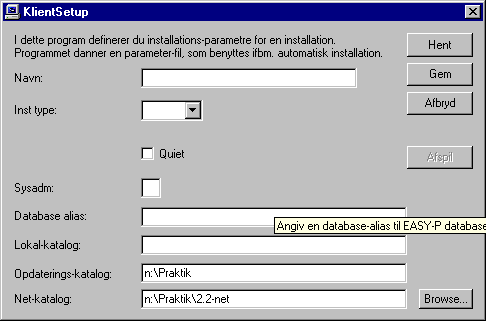 KlientSetup
I dette program definerer du installations-parametre for en installation.
Programmet danner en parameter-fil, som benyttes ifbm. automatisk installation.
Hent
Navn:
Gem
Inst type:
Afbryd
Quiet
Afspil
Sysadm:
Database alias:
Angiv en database-alias til EASY-P database
Lokal-katalog:
Opdaterings-katalog:
n:\Praktik
Net-katalog:
n:\Praktik\2.2-net
Browse...